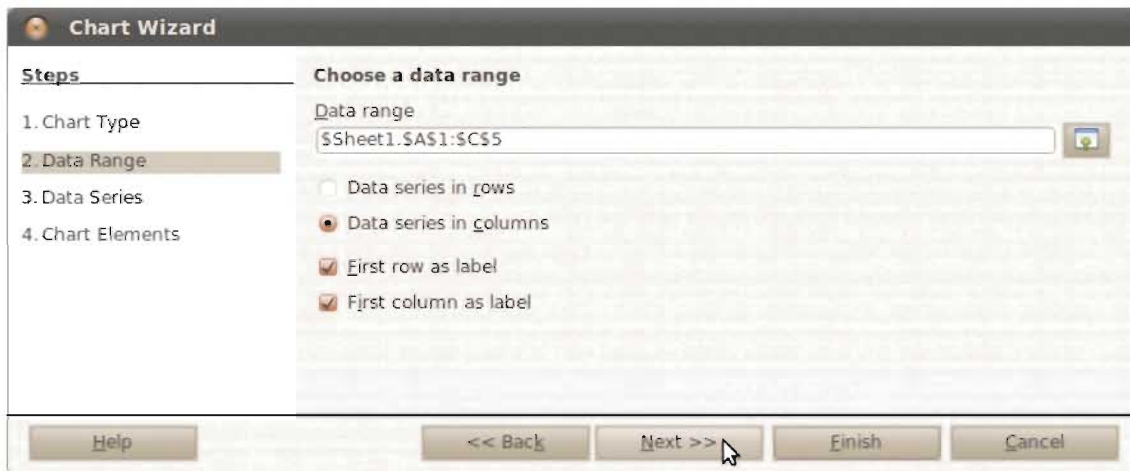 Chart Wizard
Steps
1. Chart Type
2. Data Range
3. Data Series
4. Chart Elements
Choose a data range
Data range
$Sheet1.$A$1:$C$5
Data series in rows
Data series in columns
First row as label
First column as label
Help
<< Back
Next >>
Finish
Cancel